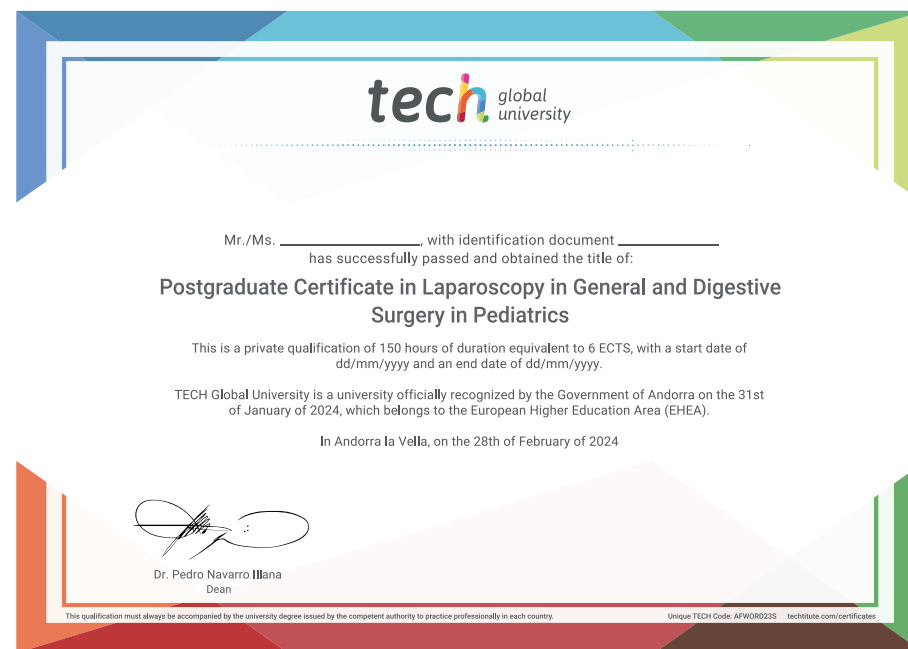 tech global university
Mr./Ms. ________, with identification document ________
has successfully passed and obtained the title of:
Postgraduate Certificate in Laparoscopy in General and Digestive
Surgery in Pediatrics
This is a private qualification of 150 hours of duration equivalent to 6 ECTS, with a start date of
dd/mm/yyyy and an end date of dd/mm/yyyy.
TECH Global University is a university officially recognized by the Government of Andorra on the 31st
of January of 2024, which belongs to the European Higher Education Area (EHEA).
In Andorra la Vella, on the 28th of February of 2024
Dr. Pedro Navarro Illana
Dean
This qualification must always be accompanied by the university degree issued by the competent authority to practice professionally in each country. Unique TECH Code: AFWORD23S techtitute.com/certificates